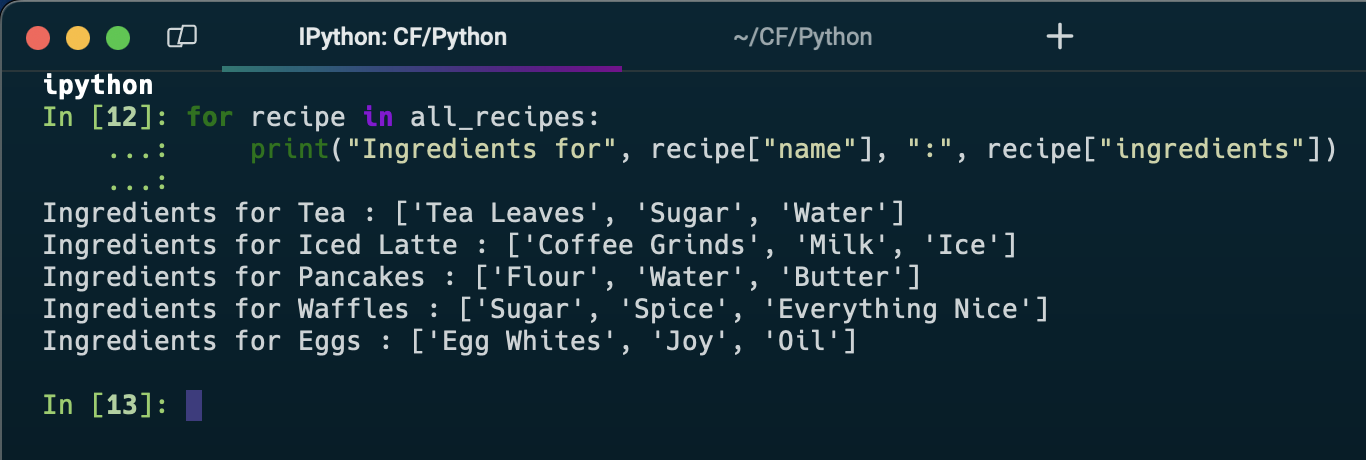 IPython: CF/Python ~/CF/Python +
ipython
In [12]: for recipe in all_recipes:
    ...:     print("Ingredients for", recipe["name"], ":", recipe["ingredients"])
    ...:
Ingredients for Tea : ['Tea Leaves', 'Sugar', 'Water']
Ingredients for Iced Latte : ['Coffee Grinds', 'Milk', 'Ice']
Ingredients for Pancakes : ['Flour', 'Water', 'Butter']
Ingredients for Waffles : ['Sugar', 'Spice', 'Everything Nice']
Ingredients for Eggs : ['Egg Whites', 'Joy', 'Oil']
In [13]: